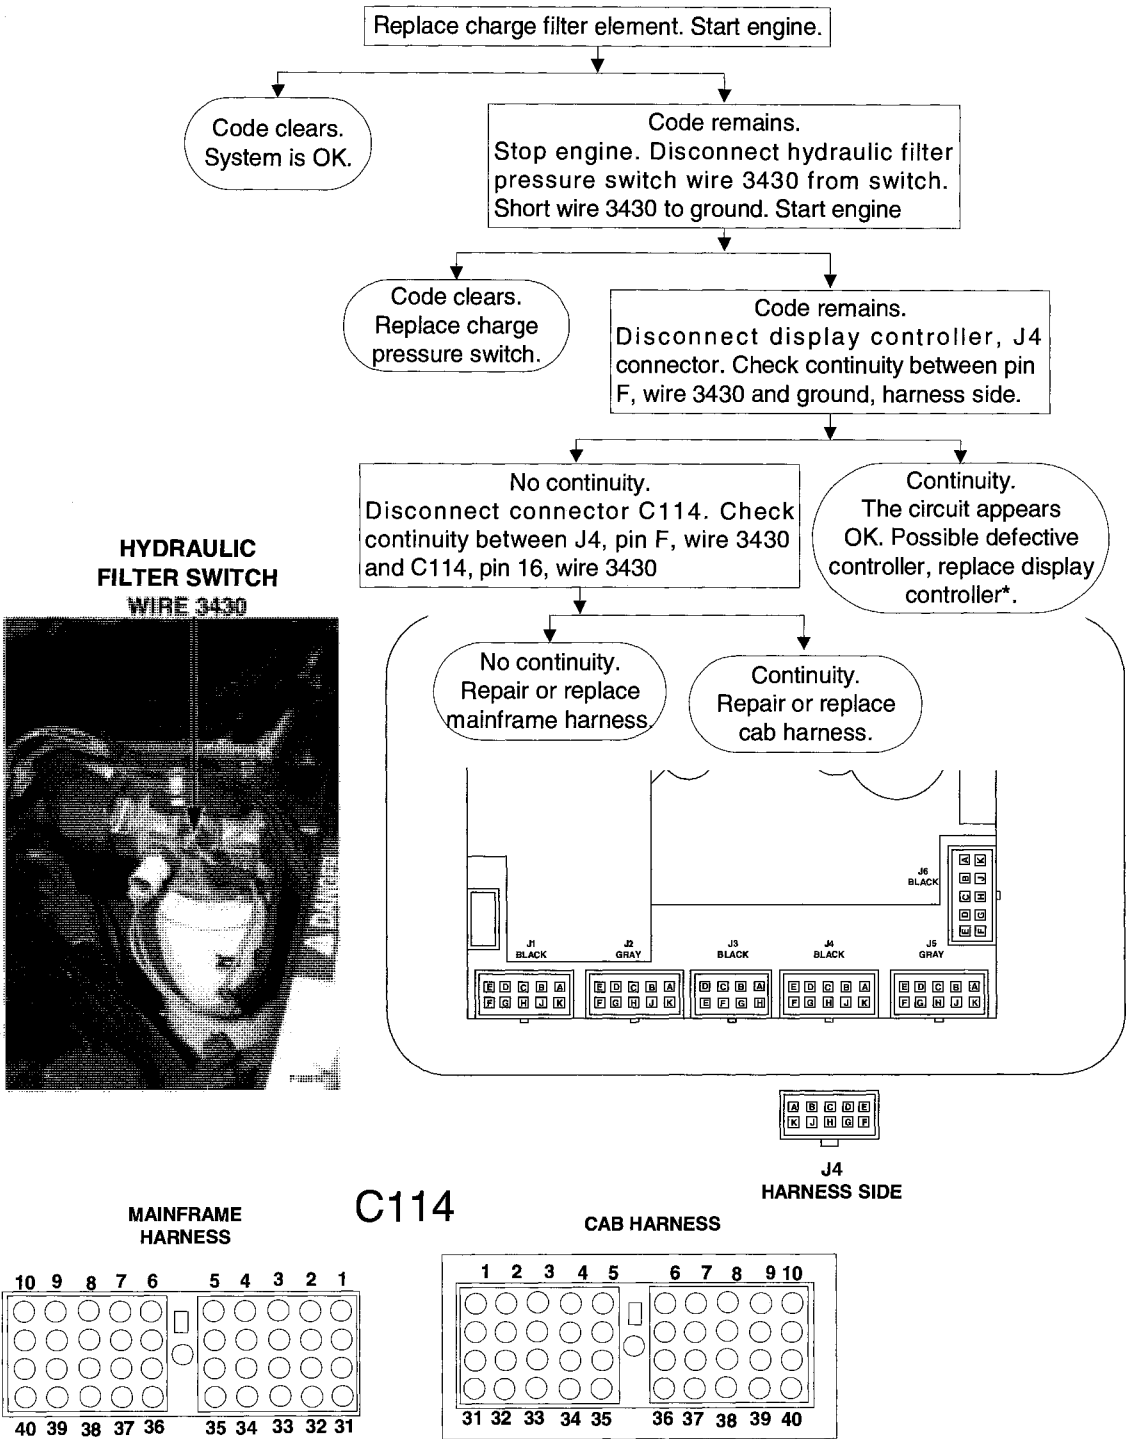 Replace charge filter element. Start engine.
Code clears.
System is OK.
Code remains.
Stop engine. Disconnect hydraulic filter
pressure switch wire 3430 from switch.
Short wire 3430 to ground. Start engine
Code clears.
Replace charge
pressure switch.
Code remains.
Disconnect display controller, J4
connector. Check continuity between pin
F, wire 3430 and ground, harness side.
No continuity.
Disconnect connector C114. Check
continuity between J4, pin F, wire 3430
and C114, pin 16, wire 3430
Continuity.
The circuit appears
OK. Possible defective
controller, replace display
controller*.
HYDRAULIC
FILTER SWITCH
WIRE 3430
No continuity.
Repair or replace
mainframe harness.
Continuity.
Repair or replace
cab harness.
J6
BLACK
A K
B J
C H
D G
E F
J1
BLACK
J2
GRAY
J3
BLACK
J4
BLACK
J5
GRAY
E D C B A
F G H J K
E D C B A
F G H J K
D C B A
E F G H
E D C B A
F G H J K
E D C B A
F G H J K
A B C D E
K J H G F
J4
HARNESS SIDE
C114
MAINFRAME
HARNESS
10 9 8 7 6 5 4 3 2 1
40 39 38 37 36 35 34 33 32 31
CAB HARNESS
1 2 3 4 5 6 7 8 9 10
31 32 33 34 35 36 37 38 39 40